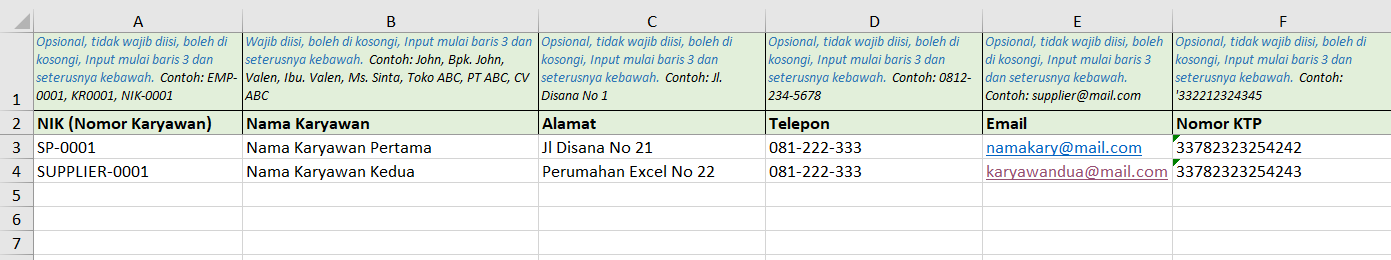 A B C D E F
1
Opsional, tidak wajib diisi, boleh di
kosongi, Input mulai baris 3 dan
seterusnya kebawah. Contoh: EMP-
0001, KR0001, NIK-0001
Wajib diisi, boleh di kosongi, Input mulai baris 3 dan
seterusnya kebawah. Contoh: John, Bpk. John,
Valen, Ibu. Valen, Ms. Sinta, Toko ABC, PT ABC, CV
ABC
Opsional, tidak wajib diisi, boleh di
kosongi, Input mulai baris 3 dan
seterusnya kebawah. Contoh: Jl.
Disana No 1
Opsional, tidak wajib diisi, boleh di
kosongi, Input mulai baris 3 dan
seterusnya kebawah. Contoh: 0812-
234-5678
Opsional, tidak wajib diisi, boleh
di kosongi, Input mulai baris 3
dan seterusnya kebawah.
Contoh: supplier@mail.com
Opsional, tidak wajib diisi, boleh di
kosongi, Input mulai baris 3 dan
seterusnya kebawah. Contoh:
'332212324345
2 NIK (Nomor Karyawan) Nama Karyawan Alamat Telepon Email Nomor KTP
3 SP-0001 Nama Karyawan Pertama Jl Disana No 21 081-222-333 namakary@mail.com 33782323254242
4 SUPPLIER-0001 Nama Karyawan Kedua Perumahan Excel No 22 081-222-333 karyawandua@mail.com 33782323254243
5
6
7